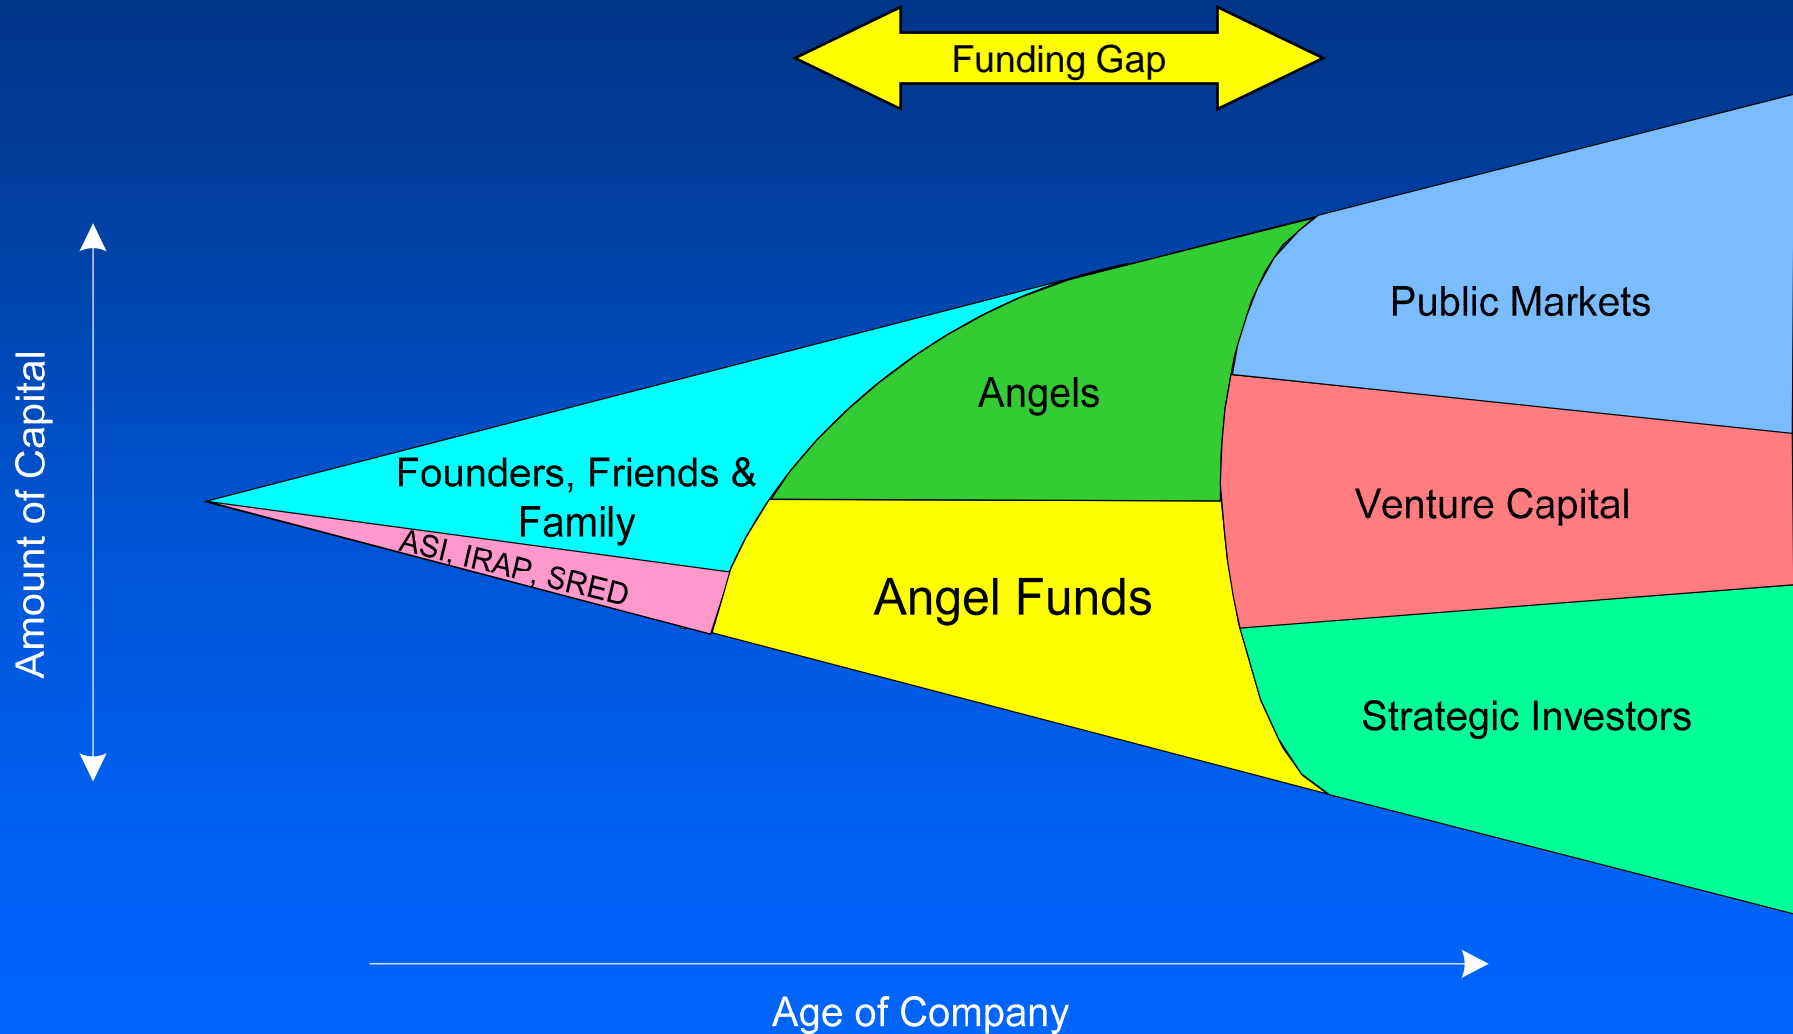 Funding Gap
Public Markets
Angels
Founders, Friends &
Family
Venture Capital
ASI, IRAP, SRED
Angel Funds
Strategic Investors
Amount of Capital
Age of Company